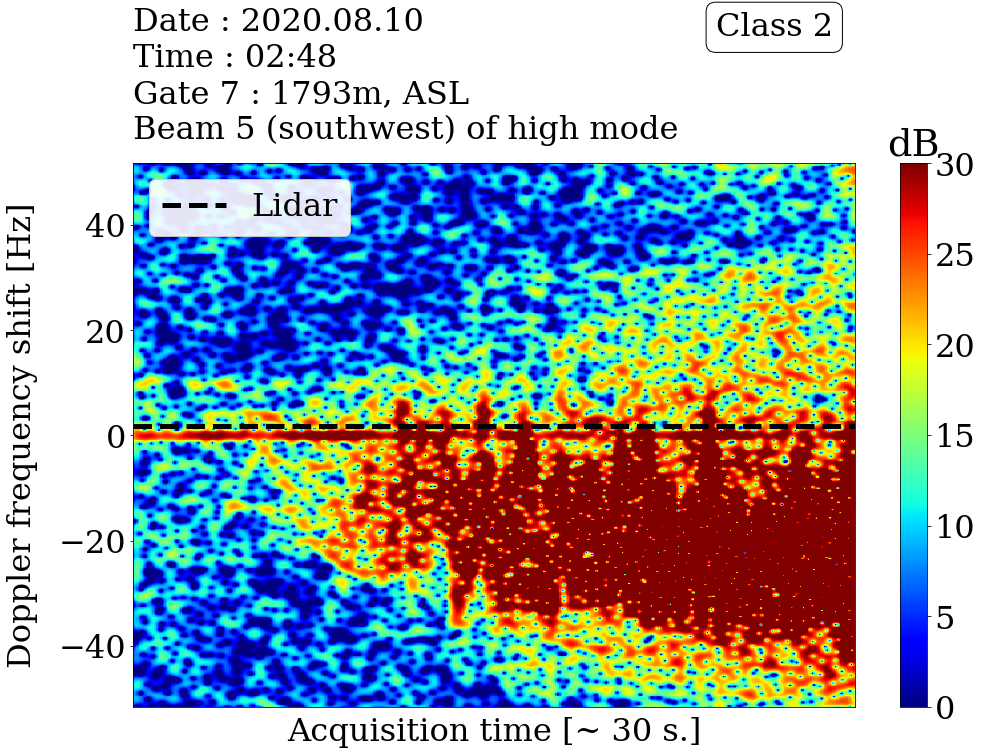 Date : 2020.08.10
Time : 02:48
Gate 7 : 1793m, ASL
Beam 5 (southwest) of high mode
Class 2
dB
Lidar
Doppler frequency shift [Hz]
40
20
0
−20
−40
30
25
20
15
10
5
0
Acquisition time [~ 30 s.]